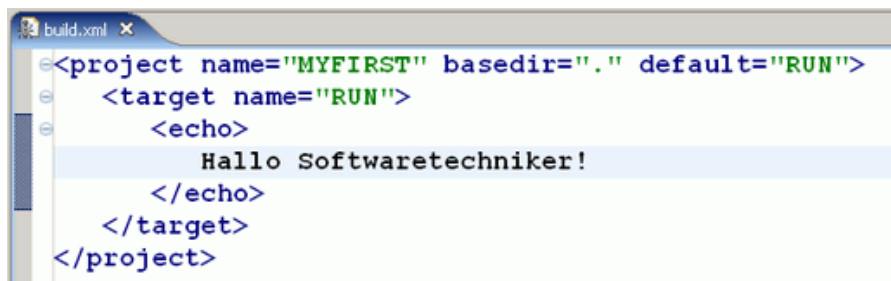 build.xml
<project name="MYFIRST" basedir="." default="RUN">
<target name="RUN">
<echo>
Hallo Softwaretechniker!
</echo>
</target>
</project>